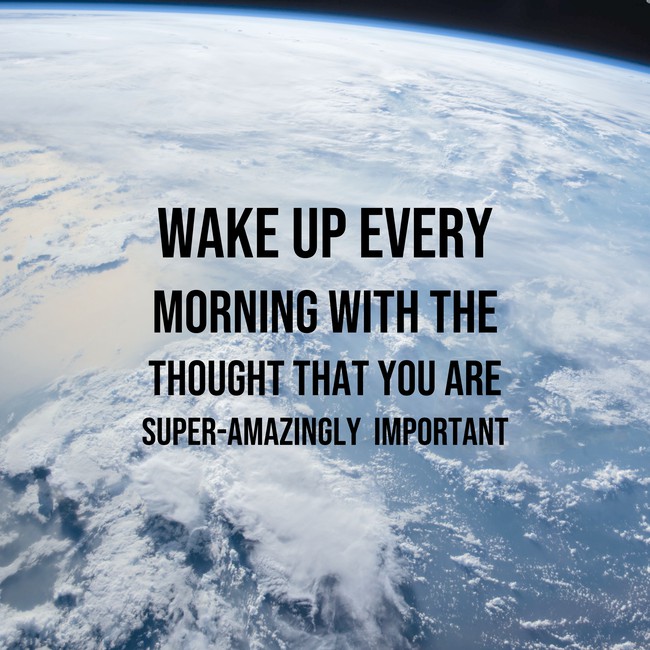 WAKE UP EVERY
MORNING WITH THE
THOUGHT THAT YOU ARE
SUPER-AMAZINGLY IMPORTANT